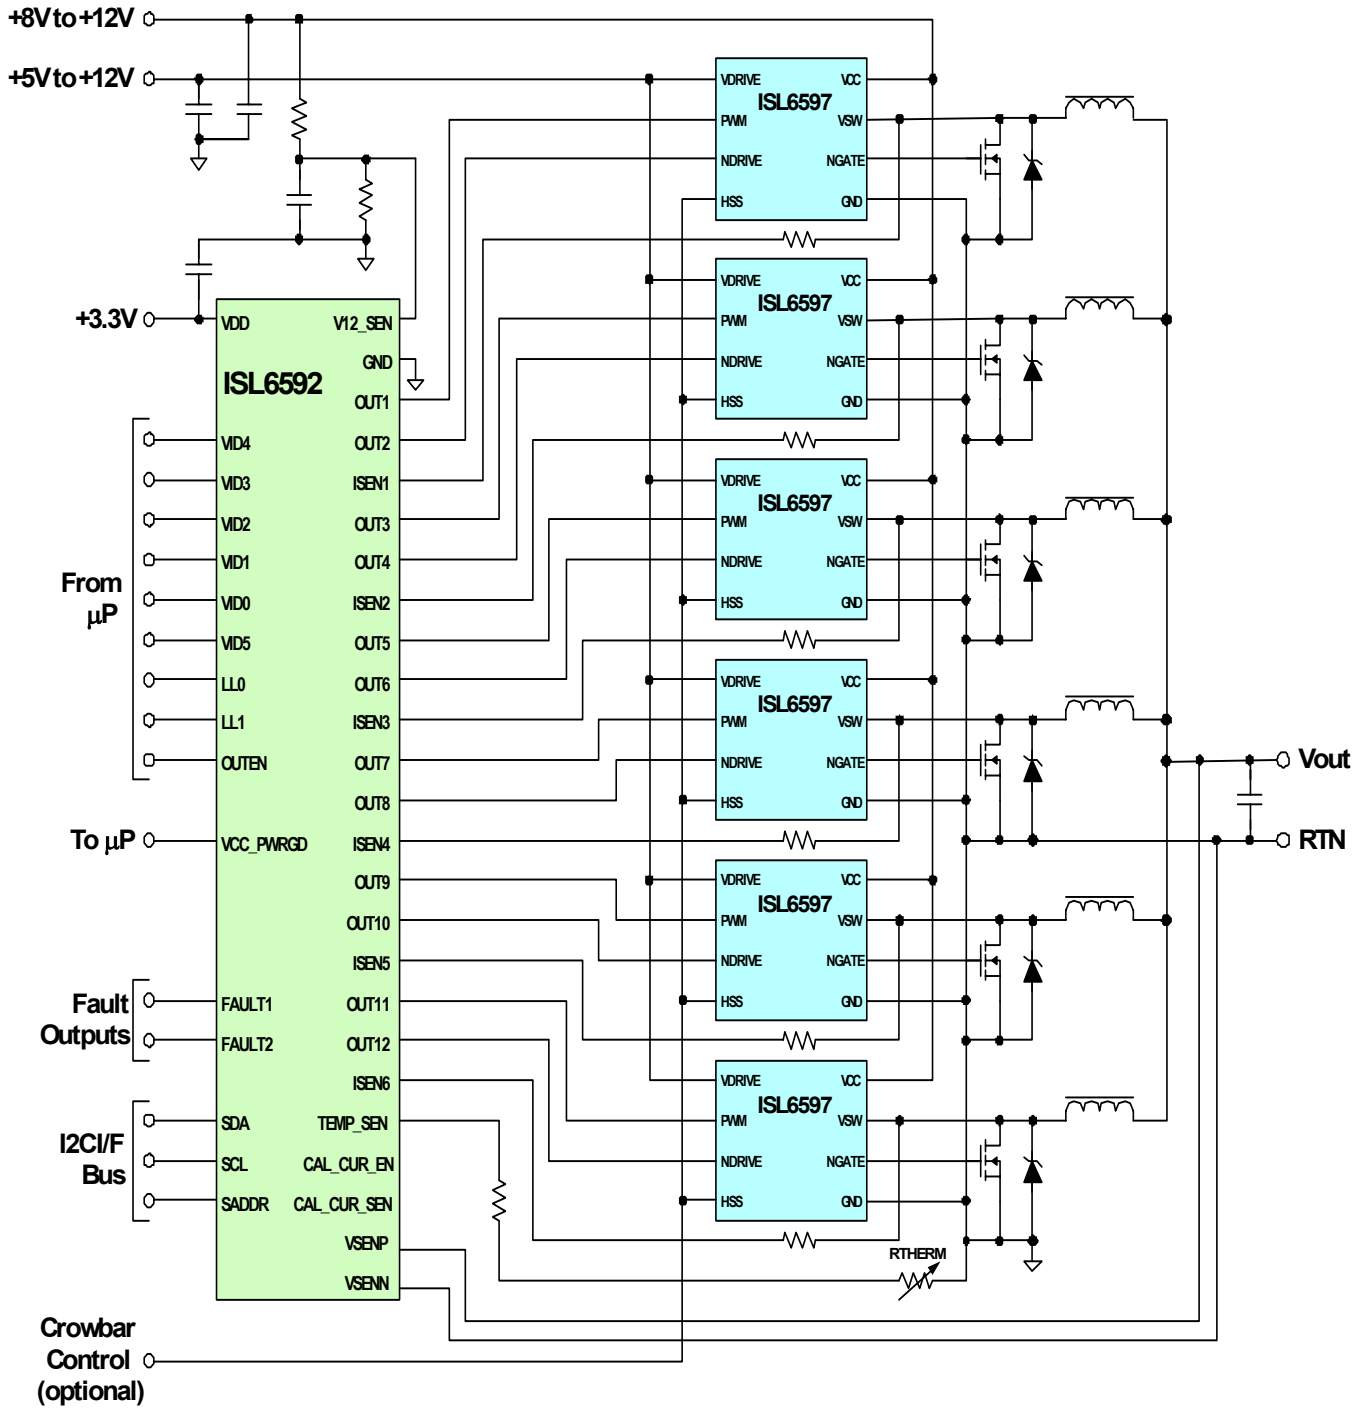 +8Vto+12V
+5Vto+12V
+3.3V
From
µP
To µP
Fault
Outputs
I2CI/F
Bus
Crowbar
Control
(optional)
ISL6592
VDD
VID4
VID3
VID2
VID1
VID0
VID5
LL0
LL1
OUTEN
VCC_PWRGD
FAULT1
FAULT2
SDA
SCL
SADDR
V12_SEN
GND
OUT1
OUT2
ISEN1
OUT3
OUT4
ISEN2
OUT5
OUT6
ISEN3
OUT7
OUT8
ISEN4
OUT9
OUT10
ISEN5
OUT11
OUT12
ISEN6
TEMP_SEN
CAL_CUR_EN
CAL_CUR_SEN
VSENP
VSENN
VDRIVE VCC
ISL6597
PWM VSW
NDRIVE NGATE
HSS GND
VDRIVE VCC
ISL6597
PWM VSW
NDRIVE NGATE
HSS GND
VDRIVE VCC
ISL6597
PWM VSW
NDRIVE NGATE
HSS GND
VDRIVE VCC
ISL6597
PWM VSW
NDRIVE NGATE
HSS GND
VDRIVE VCC
ISL6597
PWM VSW
NDRIVE NGATE
HSS GND
VDRIVE VCC
ISL6597
PWM VSW
NDRIVE NGATE
HSS GND
RTHERM
Vout
RTN